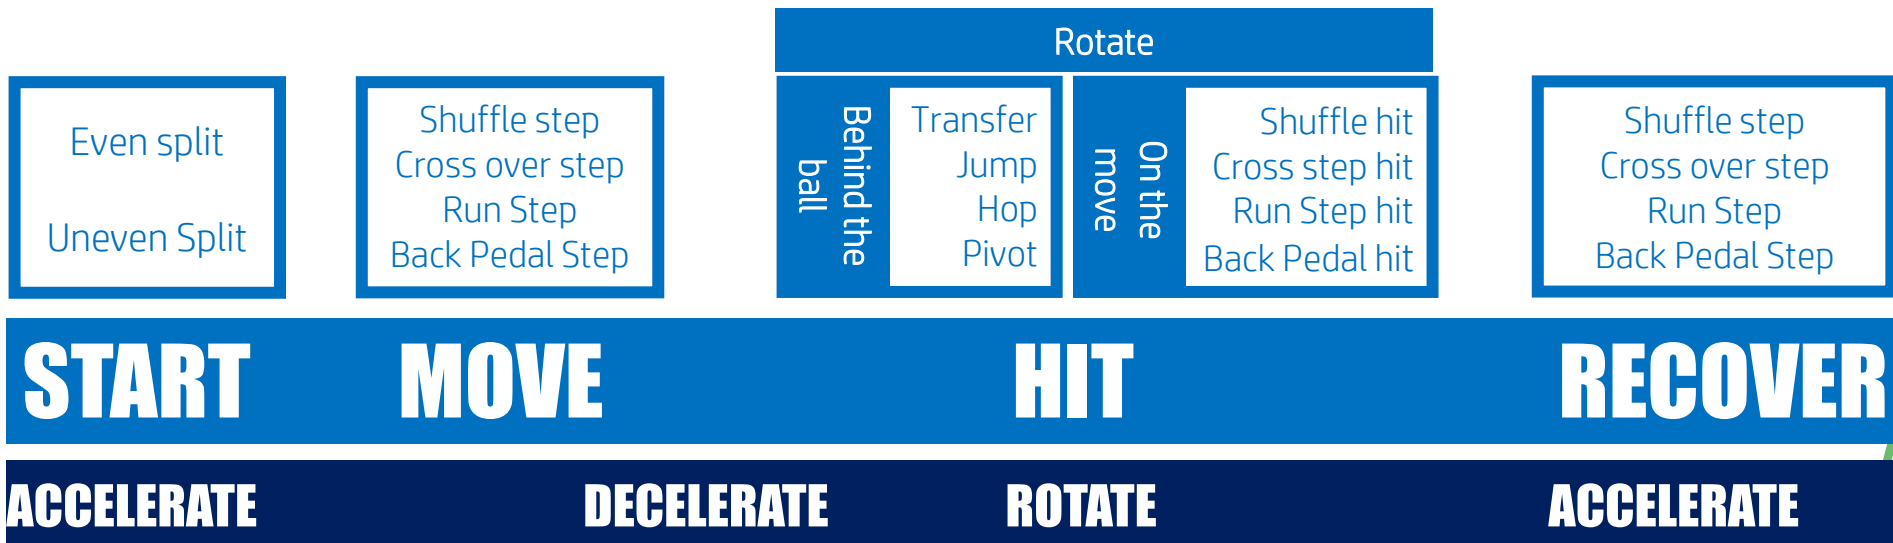 Rotate
Even split
Uneven Split
Shuffle step
Cross over step
Run Step
Back Pedal Step
Behind the
ball
Transfer
Jump
Hop
Pivot
On the
move
Shuffle hit
Cross step hit
Run Step hit
Back Pedal hit
Shuffle step
Cross over step
Run Step
Back Pedal Step
START
MOVE
HIT
RECOVER
ACCELERATE
DECELERATE
ROTATE
ACCELERATE